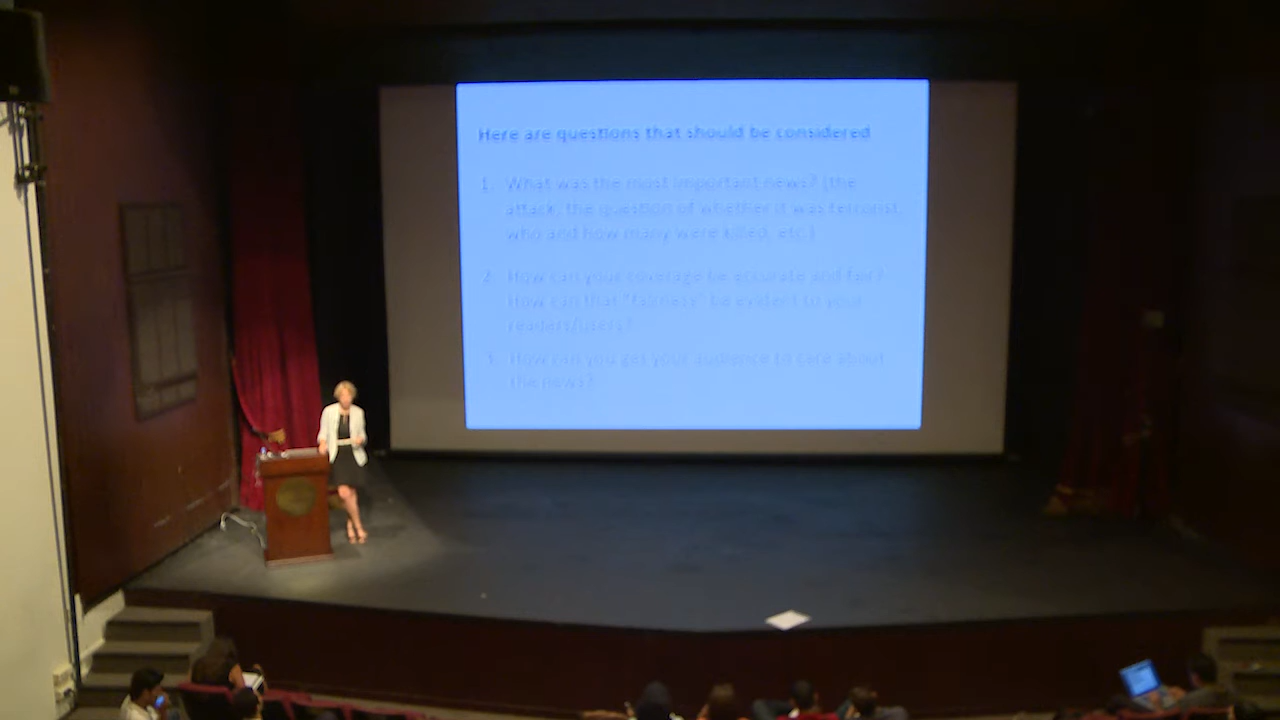 Here are questions that should be considered
1. What was the most important news? (the
attack, the question of whether it was terrorist,
who and how many were killed, etc.)
2. How can your coverage be accurate and fair?
How can that "fairness" be evident to your
readers/users?
How can you get your audience to care about
the news?